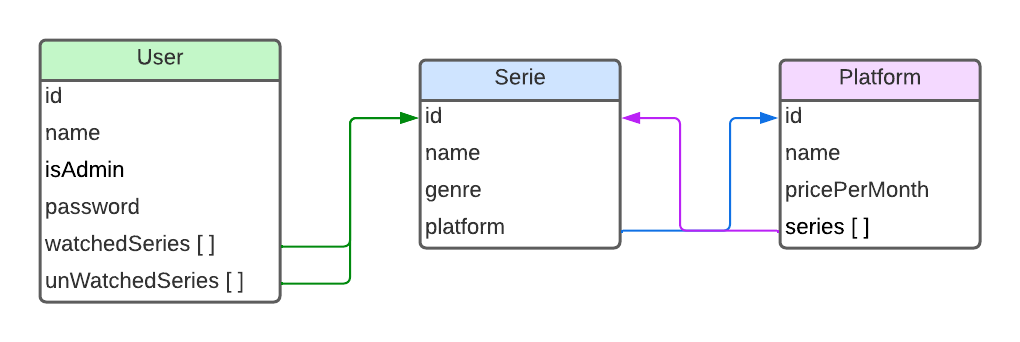 User
id
name
isAdmin
password
watchedSeries [ ]
unWatchedSeries [ ]
Serie
id
name
genre
platform
Platform
id
name
pricePerMonth
series [ ]